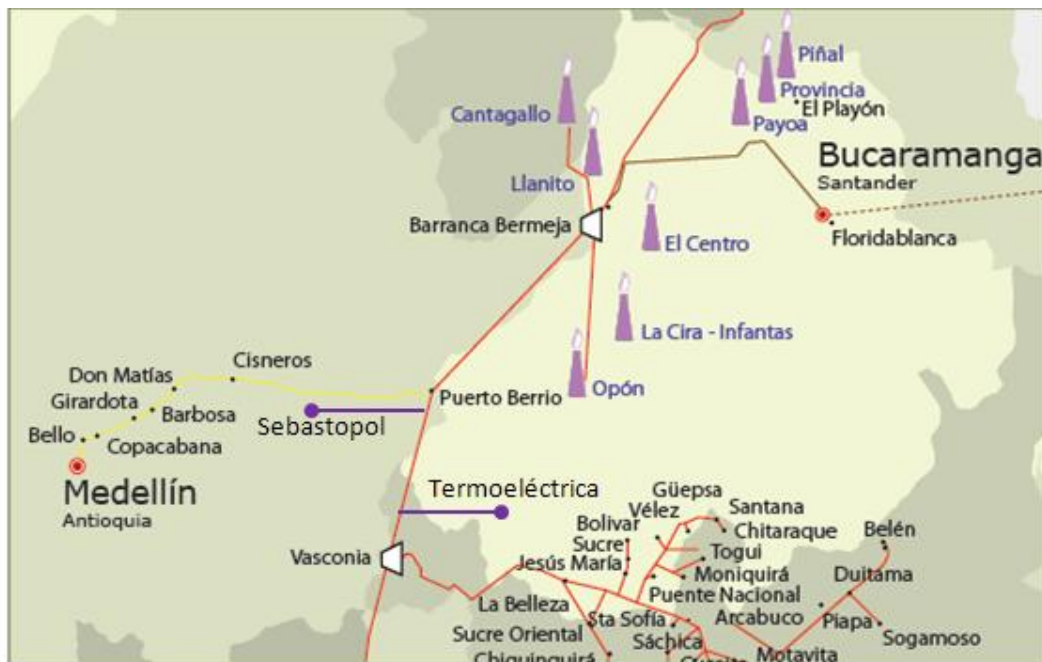 Piñal
Provincia
El Playón
Cantagallo
Payoa
Bucaramanga
Santander
Llanito
Barranca Bermeja
El Centro
Floridablanca
La Cira - Infantas
Cisneros
Don Matías
Girardota
Barbosa
Puerto Berrio
Opón
Sebastopol
Bello
Copacabana
Medellín
Antioquia
Termoeléctrica
Güepsa
Vélez
Santana
Bolivar
Chitaraque
Belén
Sucre
Togui
Vasconia
Jesús María
Moniquirá
Duitama
Puente Nacional
La Belleza
Sta Sofía
Arcabuco
Piapa
Sucre Oriental
Sáchica
Sogamoso
Chiquinquirá
Motavita